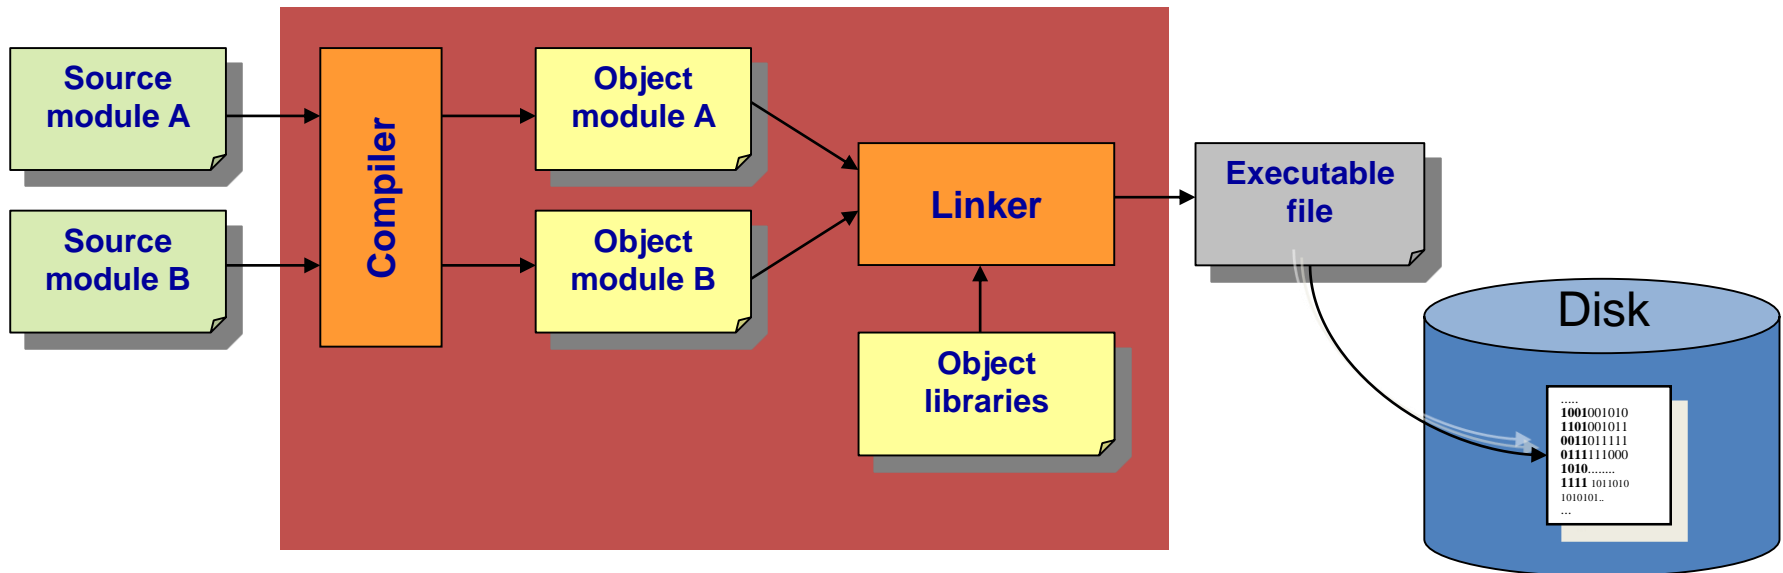 Source
module A
Source
module B
Compiler
Object
module A
Object
module B
Linker
Object
libraries
Executable
file
Disk
.....
1001001010
1101001011
0011011111
0111111000
1010........
1111 1011010
1010101..
...